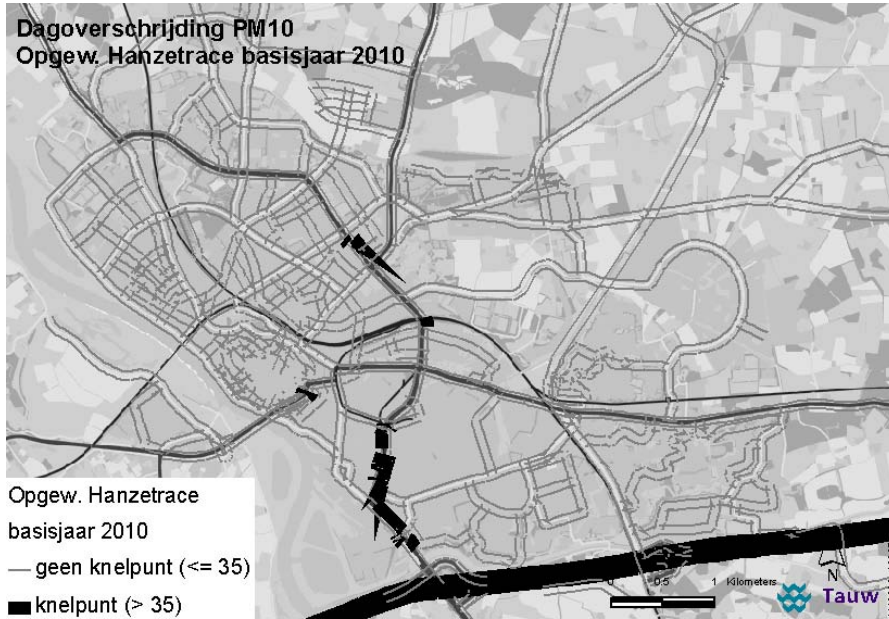 Dagoverschrijding PM10
Opgew. Hanzetrace basisjaar 2010
Opgew. Hanzetrace
basisjaar 2010
geen knelpunt (<= 35)
knelpunt (> 35)
0 0.5 1 Kilometers
N
Tauw